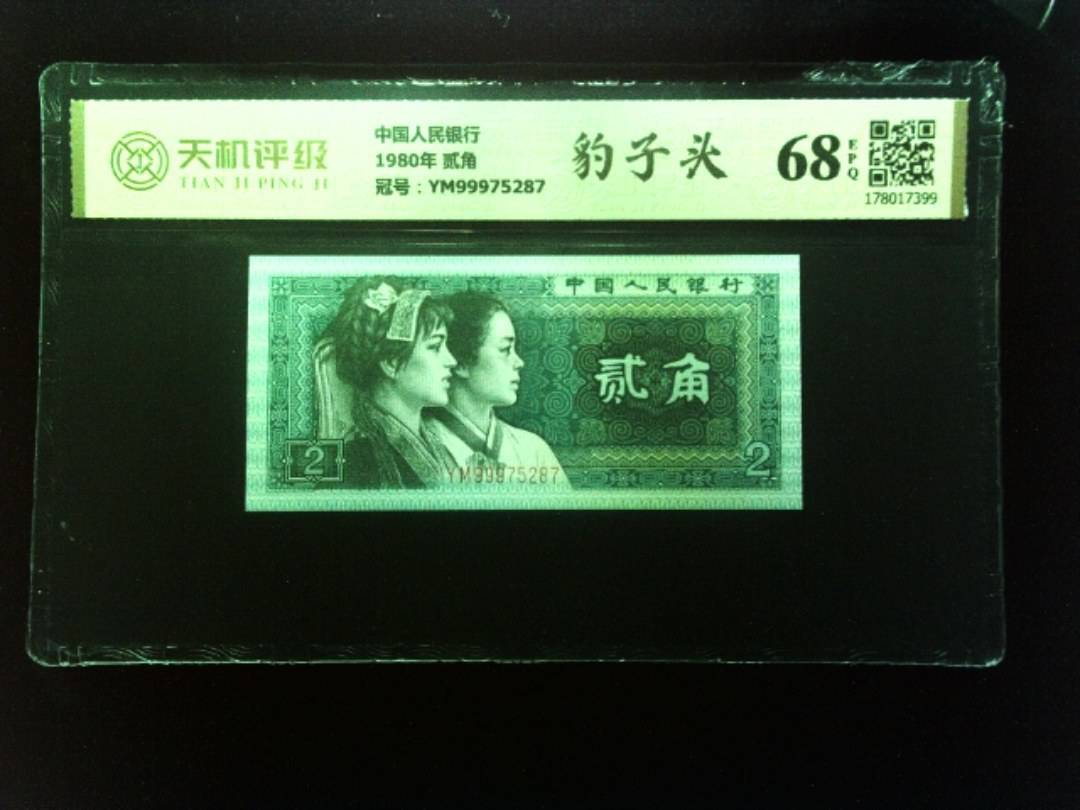 天机评级
TIAN JI PING JI
中国人民银行
1980年 贰角
冠号：YM99975287
豹子头
68
EPQ
178017399
中国人民银行
贰角
2
YM99975287
2